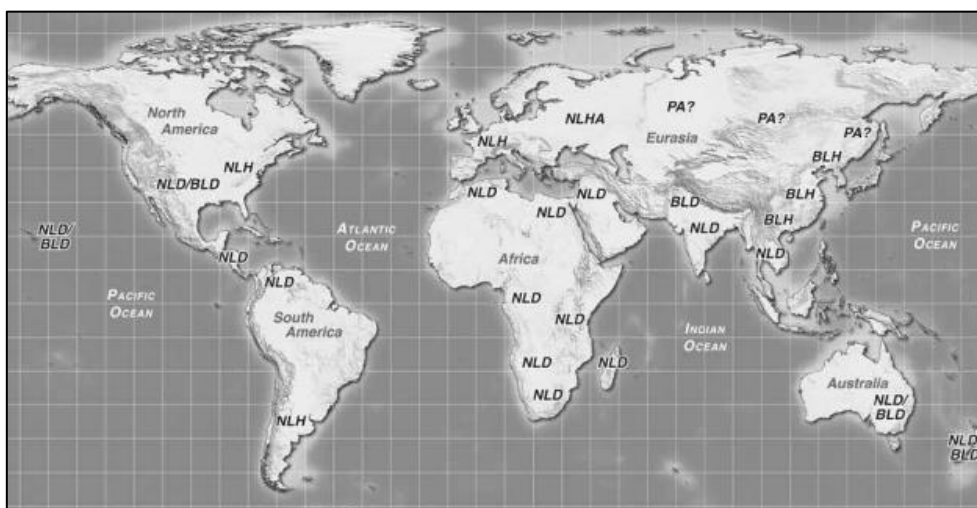 North
America
NLHA
PA?
PA?
PA?
Eurasia
NLH
BLH
NLH
NLD/BLD
NLD
NLD
NLD
BLD
BLH
BLH
NLD
NLD/
BLD
ATLANTIC
OCEAN
PACIFIC
OCEAN
NLD
NLD
Africa
NLD
PACIFIC
OCEAN
NLD
NLD
South
America
INDIAN
OCEAN
NLD
NLD
NLD
Australia
NLD
NLD/
BLD
NLH
NLD
BLD